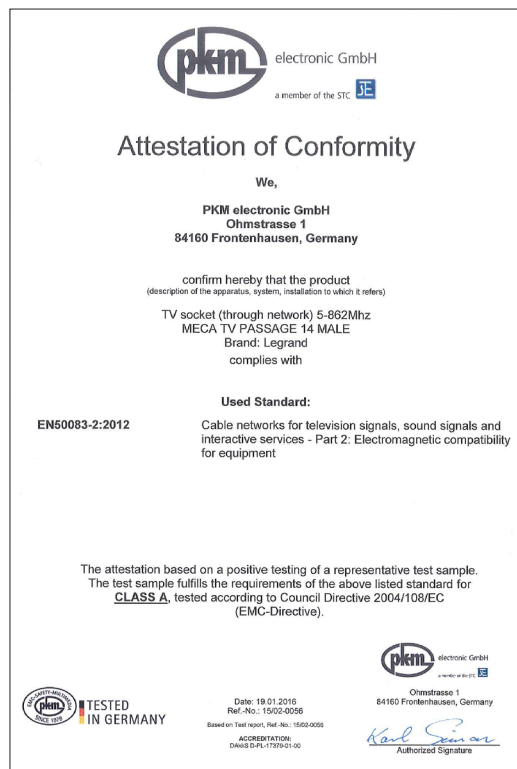 pkm electronic GmbH
a member of the STC
Attestation of Conformity
We,
PKM electronic GmbH
Ohmstrasse 1
84160 Frontenhausen, Germany
confirm hereby that the product
(description of the apparatus, system, installation to which it refers)
TV socket (through network) 5-862Mhz
MECA TV PASSAGE 14 MALE
Brand: Legrand
complies with
Used Standard:
EN50083-2:2012 Cable networks for television signals, sound signals and
interactive services - Part 2: Electromagnetic compatibility
for equipment
The attestation based on a positive testing of a representative test sample.
The test sample fulfills the requirements of the above listed standard for
CLASS A, tested according to Council Directive 2004/108/EC
(EMC-Directive).
pkm electronic GmbH
a member of the STC
Ohmstrasse 1
84160 Frontenhausen, Germany
EMC-SAFETY-MULTIMEDIA
pkm
SINCE 1978
TESTED
IN GERMANY
Date: 19.01.2016
Ref.-No.: 15/02-0056
Based on Test report, Ref.-No.: 15/02-0056
ACCREDITATION:
DAkkS D-PL-17379-01-00
Karl
Authorized Signature